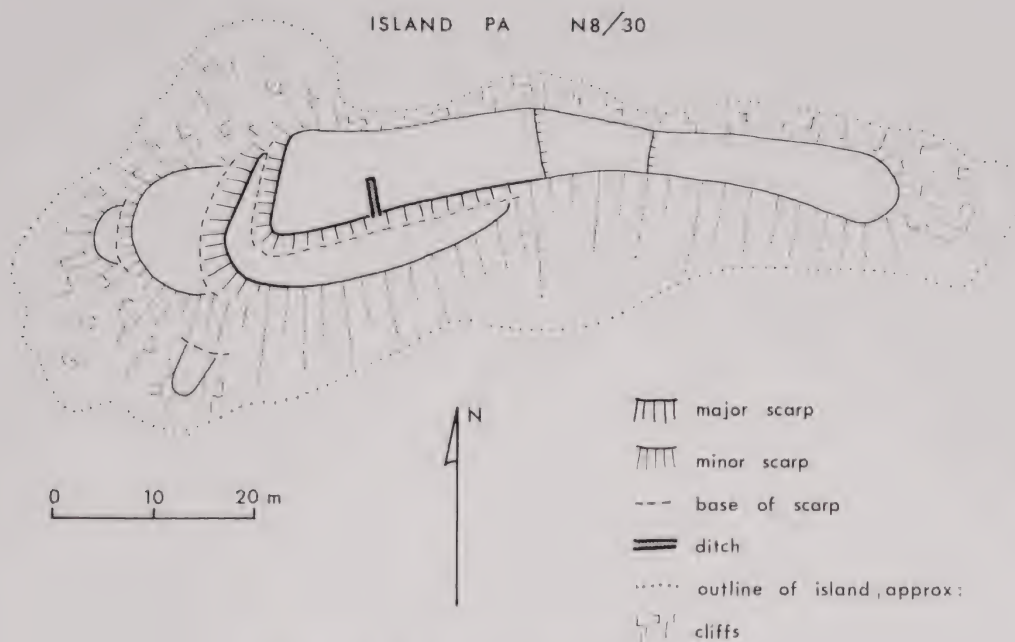 ISLAND PA N8/30
N
0 10 20 m
major scarp
minor scarp
base of scarp
ditch
outline of island, approx:
cliffs